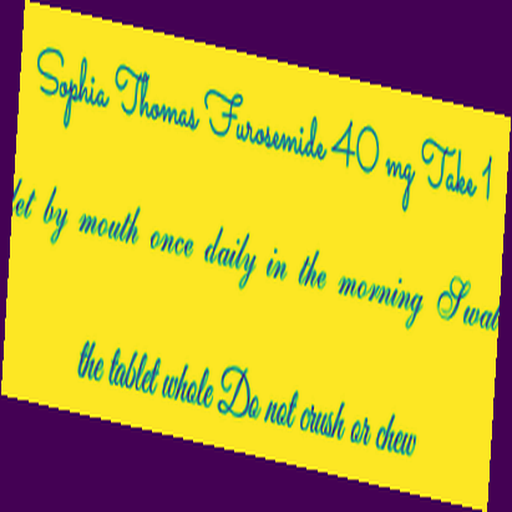 Sophia Thomas Furosemide 40 mg Take 1
by mouth once daily in the morning
the tablet whole Do not crush or chew